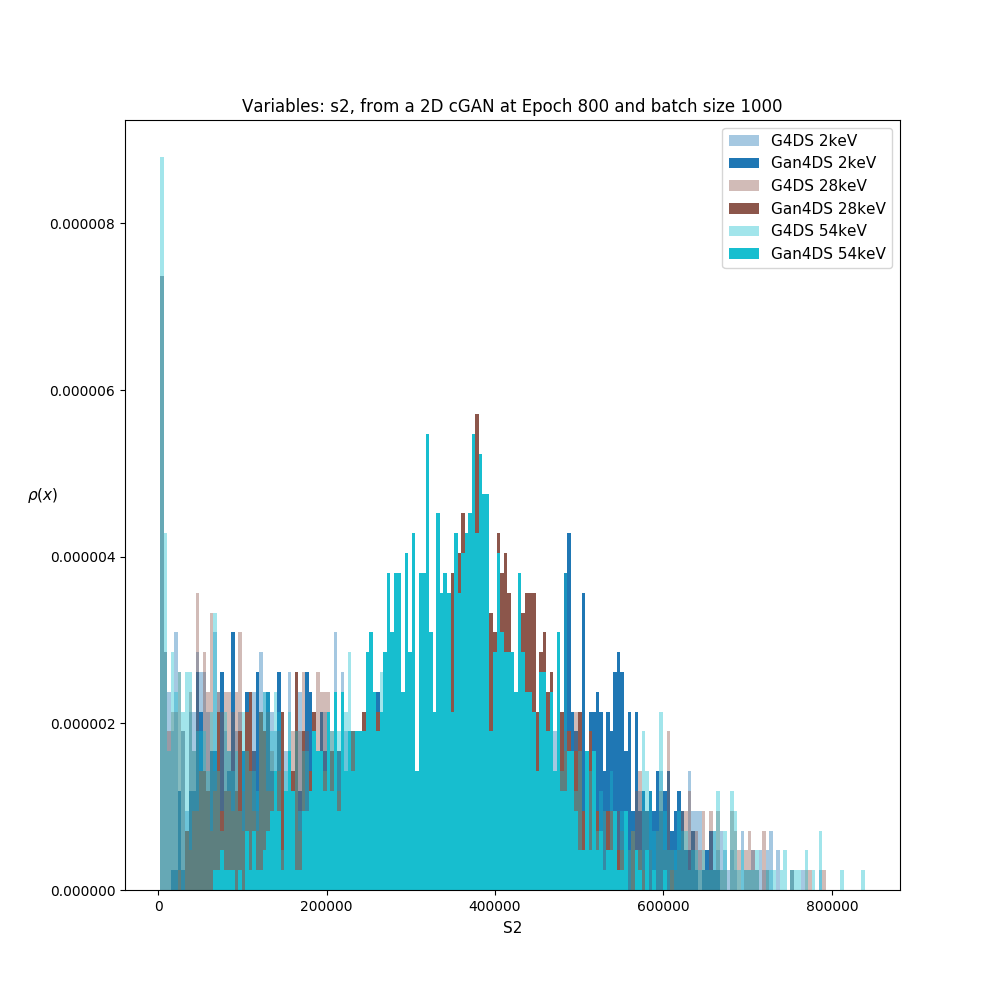 Variables: s2, from a 2D cGAN at Epoch 800 and batch size 1000
G4DS 2keV
Gan4DS 2keV
G4DS 28keV
Gan4DS 28keV
G4DS 54keV
Gan4DS 54keV
0.000008
0.000006
ρ(x)
0.000004
0.000002
0.000000
0 200000 400000 600000 800000
S2